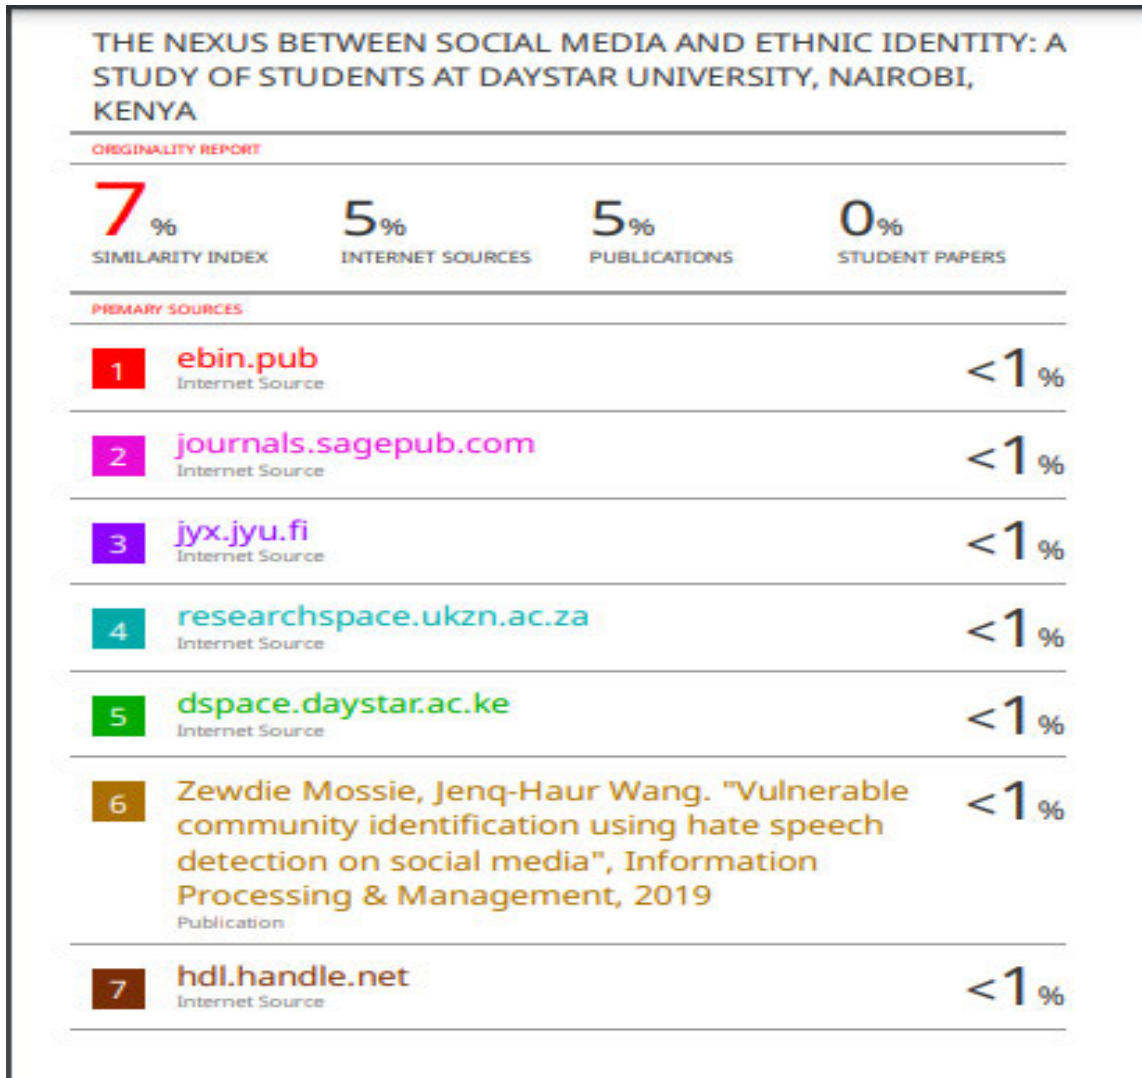 THE NEXUS BETWEEN SOCIAL MEDIA AND ETHNIC IDENTITY: A
STUDY OF STUDENTS AT DAYSTAR UNIVERSITY, NAIROBI,
KENYA
ORIGINALITY REPORT
7% 5% 5% 0%
SIMILARITY INDEX INTERNET SOURCES PUBLICATIONS STUDENT PAPERS
PRIMARY SOURCES
1 ebin.pub <1%
Internet Source
2 journals.sagepub.com <1%
Internet Source
3 jyx.jyu.fi <1%
Internet Source
4 researchspace.ukzn.ac.za <1%
Internet Source
5 dspace.daystar.ac.ke <1%
Internet Source
6 Zewdie Mossie, Jenq-Haur Wang. "Vulnerable <1%
community identification using hate speech
detection on social media", Information
Processing & Management, 2019
Publication
7 hdl.handle.net <1%
Internet Source